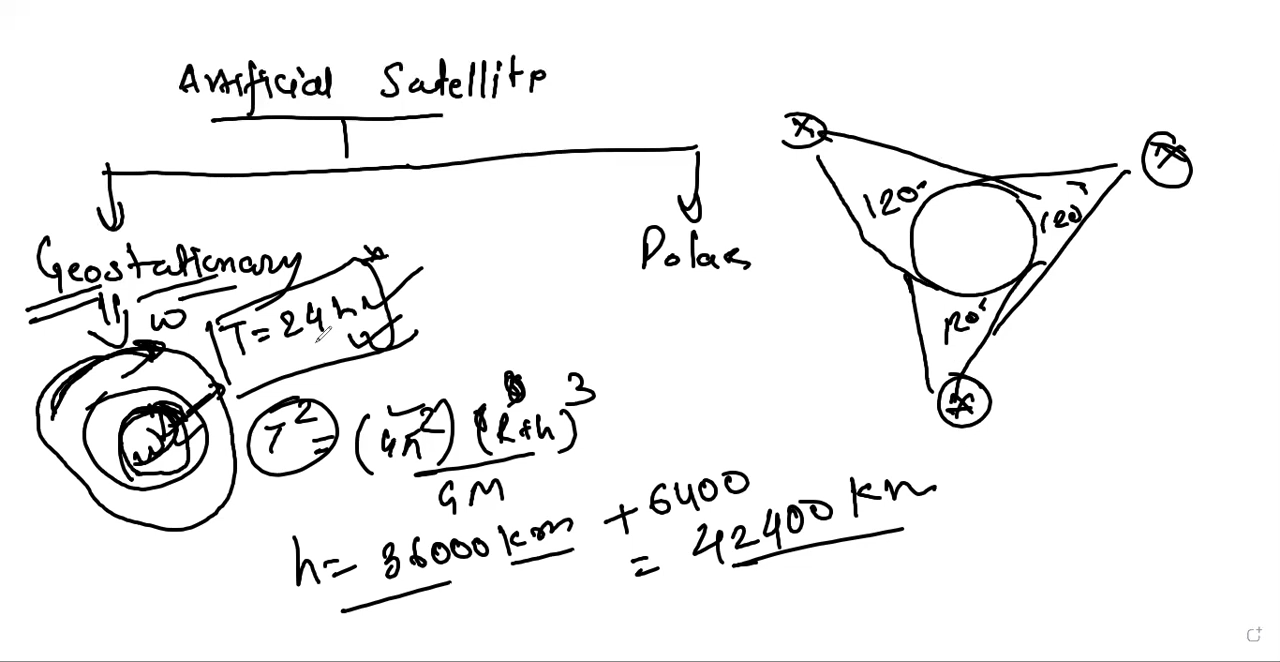 Artificial Satellite
Geostationary
Polar
ω
T = 24 hr
T² = (4π²) (R+h)³
GM
h = 36000 km + 6400
= 42400 km
120°
120°
120°